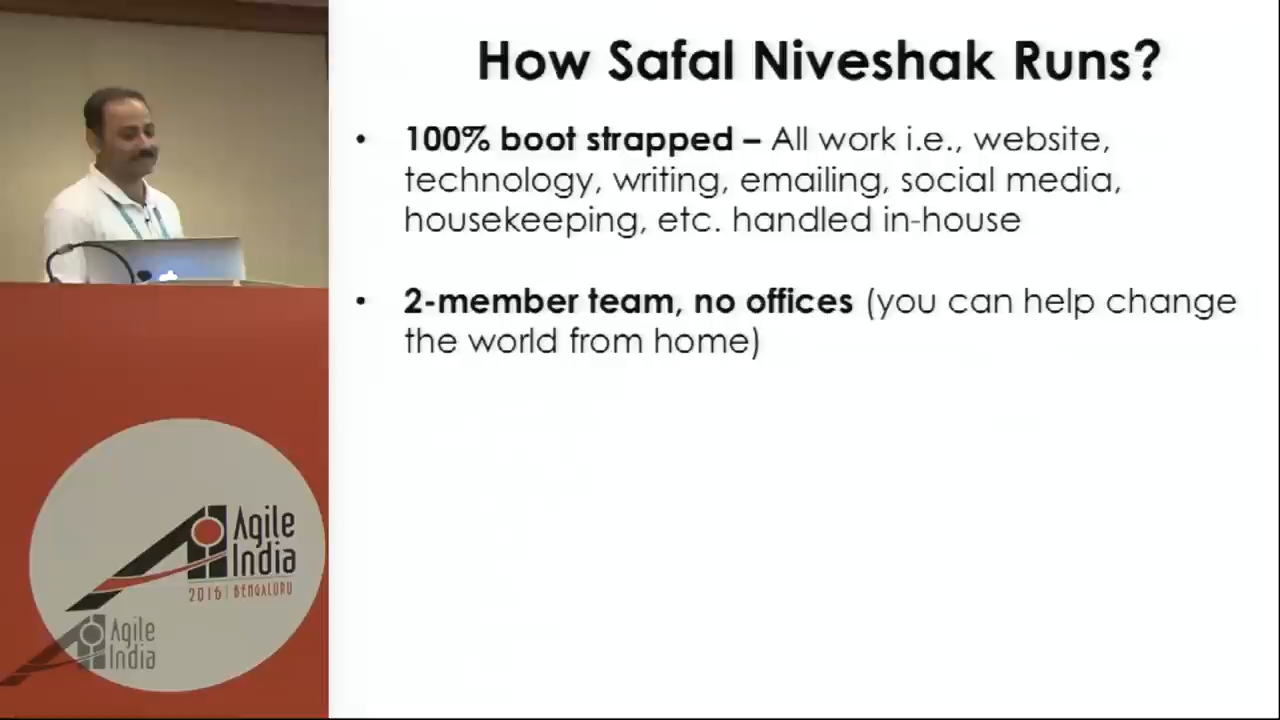 How Safal Niveshak Runs?
• 100% boot strapped – All work i.e., website,
technology, writing, emailing, social media,
housekeeping, etc. handled in-house
• 2-member team, no offices (you can help change
the world from home)
Agile
India
2016 | BENGALURU
Agile
India